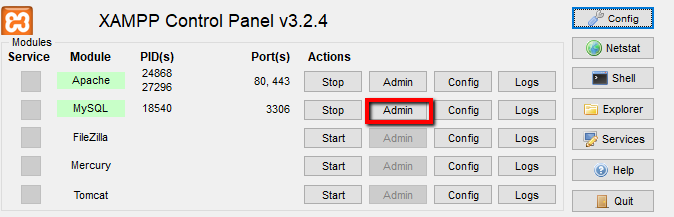 XAMPP Control Panel v3.2.4
Config
Modules
Service Module PID(s) Port(s) Actions
Netstat
Apache 24868 27296 80, 443 Stop Admin Config Logs
Shell
MySQL 18540 3306 Stop Admin Config Logs
Explorer
FileZilla Start Admin Config Logs
Services
Mercury Start Admin Config Logs
Help
Tomcat Start Admin Config Logs
Quit